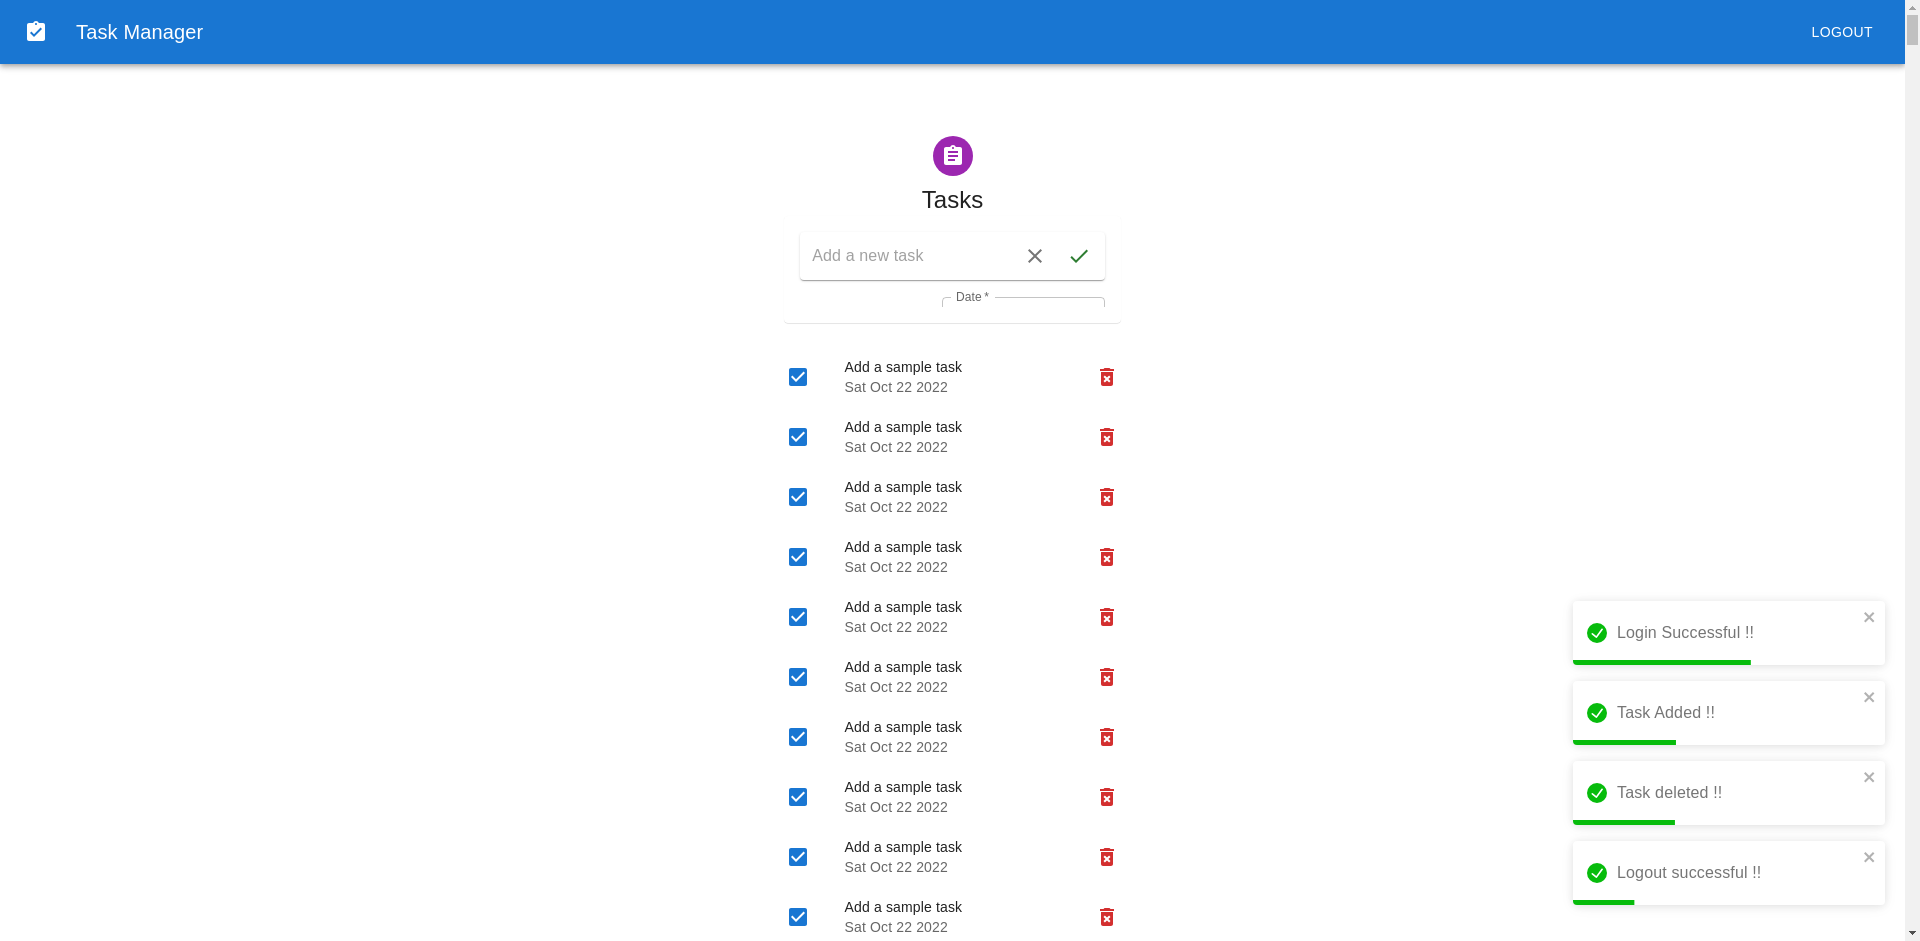 Task Manager
LOGOUT
Tasks
Add a new task
Date *
Add a sample task
Sat Oct 22 2022
Add a sample task
Sat Oct 22 2022
Add a sample task
Sat Oct 22 2022
Add a sample task
Sat Oct 22 2022
Add a sample task
Sat Oct 22 2022
Add a sample task
Sat Oct 22 2022
Add a sample task
Sat Oct 22 2022
Add a sample task
Sat Oct 22 2022
Add a sample task
Sat Oct 22 2022
Add a sample task
Sat Oct 22 2022
Login Successful !!
Task Added !!
Task deleted !!
Logout successful !!